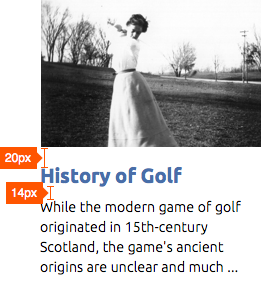 20px
History of Golf
14px
While the modern game of golf
originated in 15th-century
Scotland, the game's ancient
origins are unclear and much ...